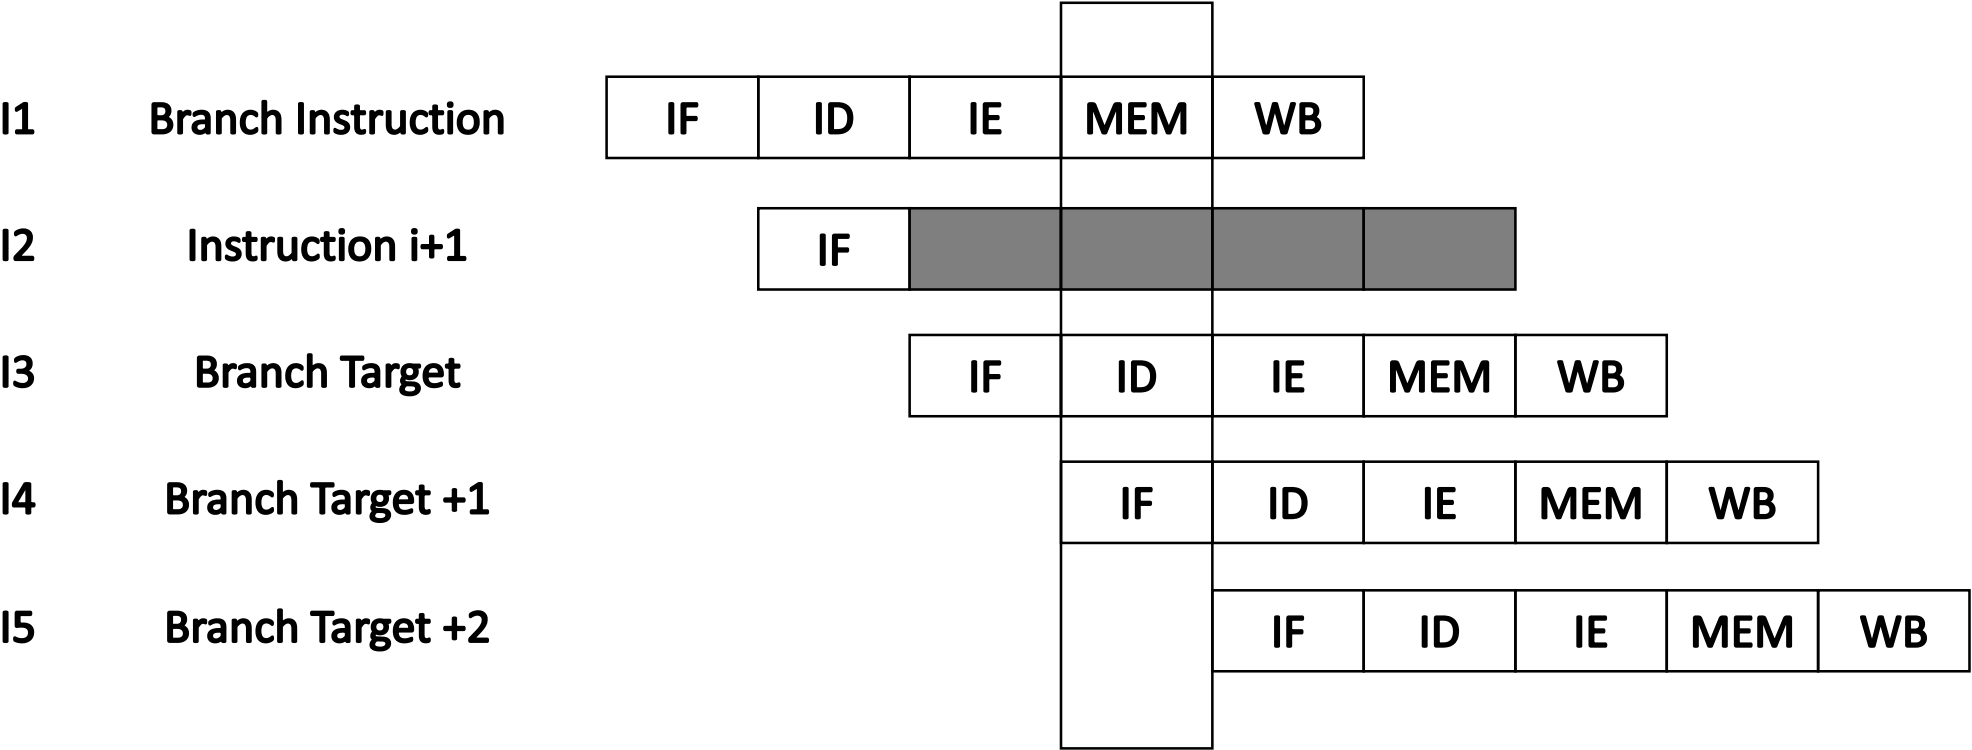 I1 Branch Instruction IF ID IE MEM WB
I2 Instruction i+1 IF
I3 Branch Target IF ID IE MEM WB
I4 Branch Target +1 IF ID IE MEM WB
I5 Branch Target +2 IF ID IE MEM WB